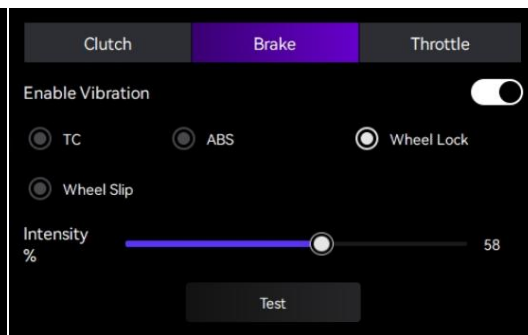 Clutch Brake Throttle
Enable Vibration
TC ABS Wheel Lock
Wheel Slip
Intensity
%
58
Test